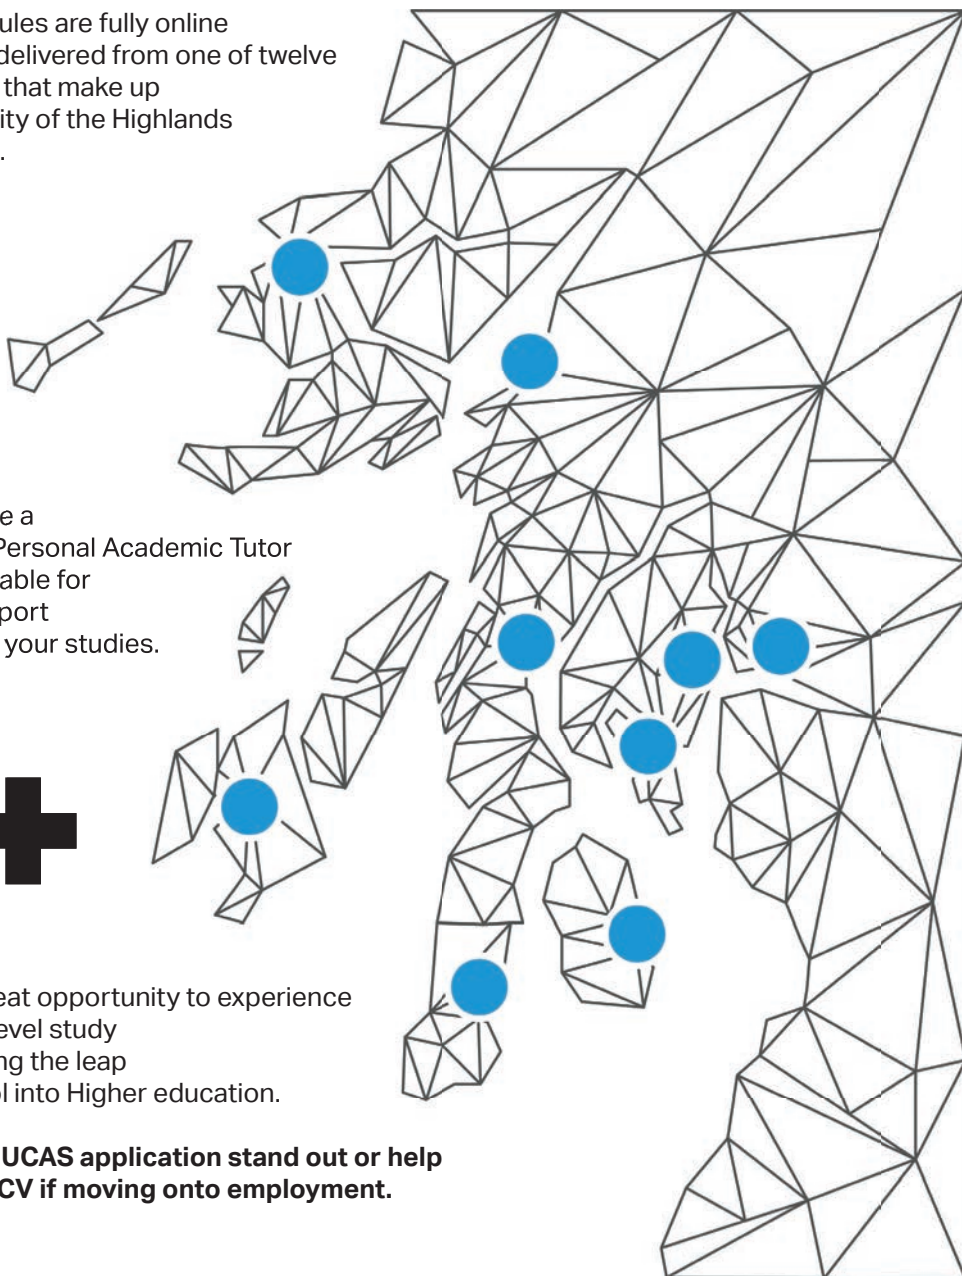 ules are fully online
delivered from one of twelve
that make up
ity of the Highlands
.
e a
Personal Academic Tutor
able for
port
your studies.
eat opportunity to experience
evel study
ng the leap
l into Higher education.
UCAS application stand out or help
CV if moving onto employment.